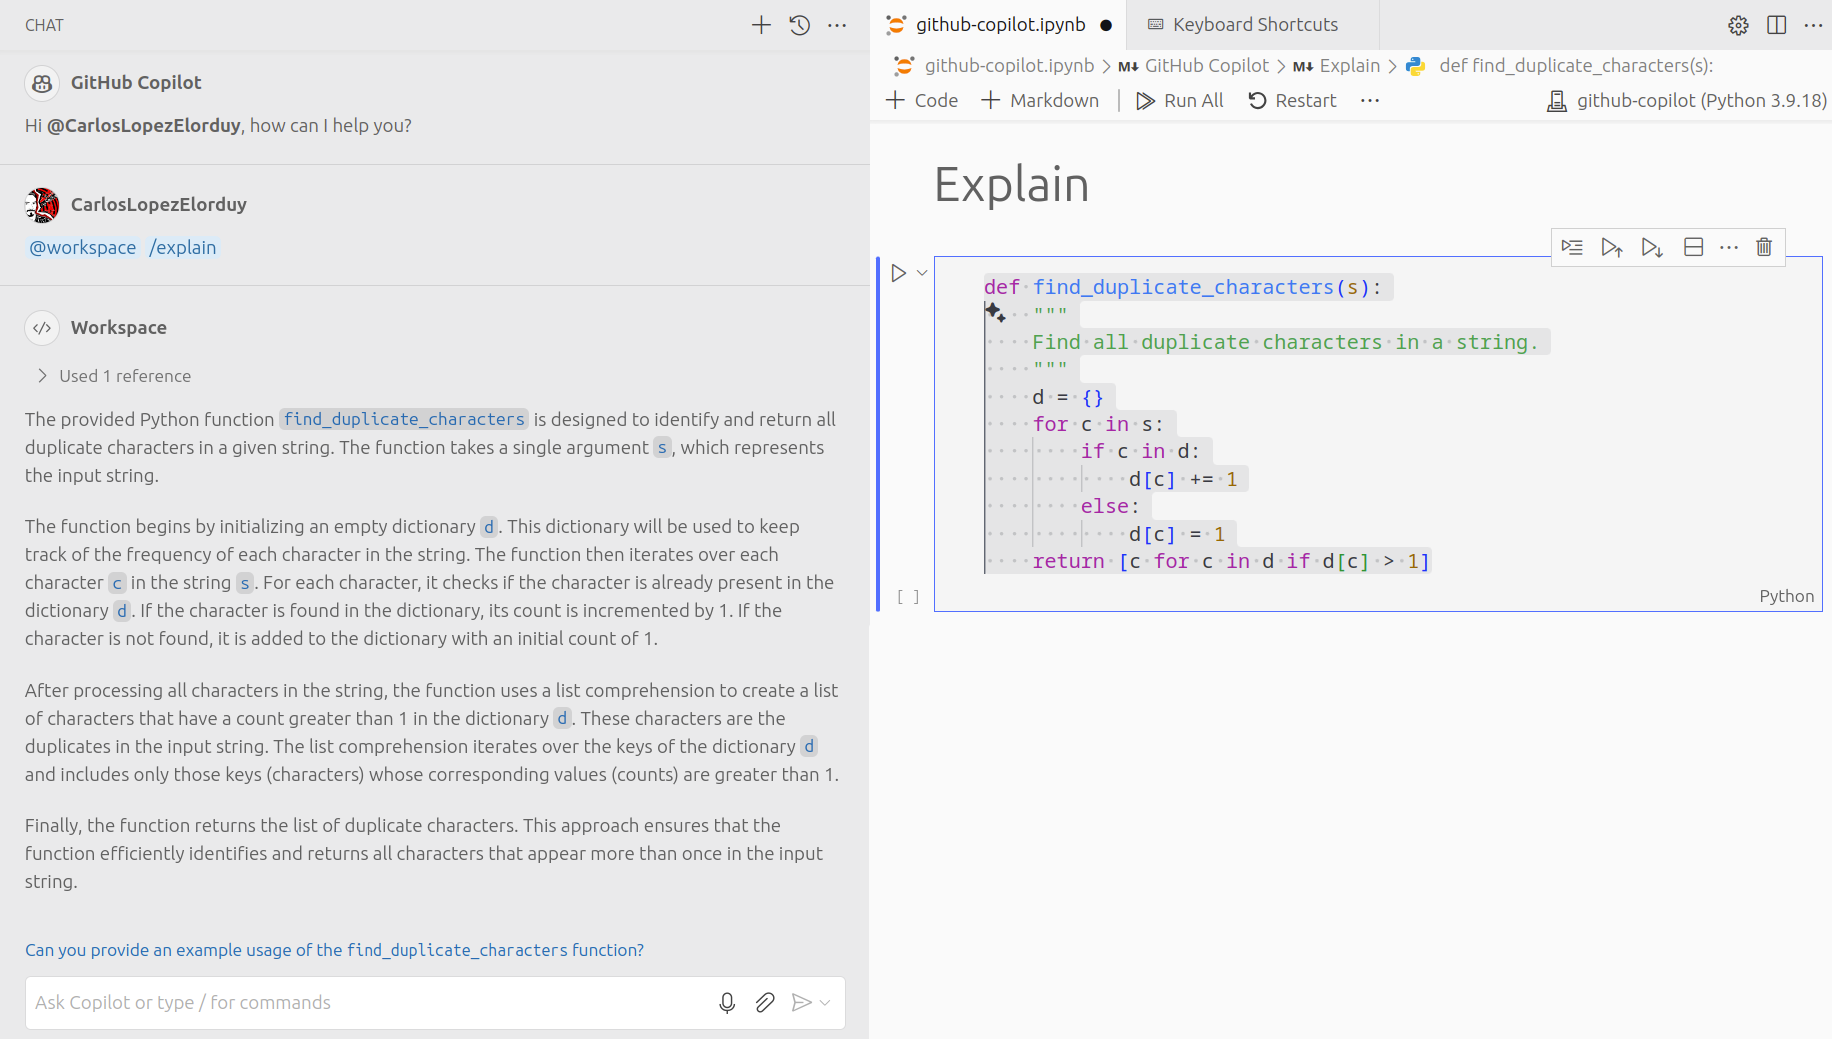 CHAT
GitHub Copilot
Hi @CarlosLopezElorduy, how can I help you?
CarlosLopezElorduy
@workspace /explain
Workspace
Used 1 reference
The provided Python function find_duplicate_characters is designed to identify and return all
duplicate characters in a given string. The function takes a single argument s, which represents
the input string.
The function begins by initializing an empty dictionary d. This dictionary will be used to keep
track of the frequency of each character in the string. The function then iterates over each
character c in the string s. For each character, it checks if the character is already present in the
dictionary d. If the character is found in the dictionary, its count is incremented by 1. If the
character is not found, it is added to the dictionary with an initial count of 1.
After processing all characters in the string, the function uses a list comprehension to create a list
of characters that have a count greater than 1 in the dictionary d. These characters are the
duplicates in the input string. The list comprehension iterates over the keys of the dictionary d
and includes only those keys (characters) whose corresponding values (counts) are greater than 1.
Finally, the function returns the list of duplicate characters. This approach ensures that the
function efficiently identifies and returns all characters that appear more than once in the input
string.
Can you provide an example usage of the find_duplicate_characters function?
Ask Copilot or type / for commands
github-copilot.ipynb Keyboard Shortcuts
github-copilot.ipynb > M↓ GitHub Copilot > M↓ Explain > def find_duplicate_characters(s):
+ Code + Markdown Run All Restart ··· github-copilot (Python 3.9.18)
Explain
def find_duplicate_characters(s):
    """
    Find all duplicate characters in a string.
    """
    d = {}
    for c in s:
        if c in d:
            d[c] += 1
        else:
            d[c] = 1
    return [c for c in d if d[c] > 1]
[ ] Python